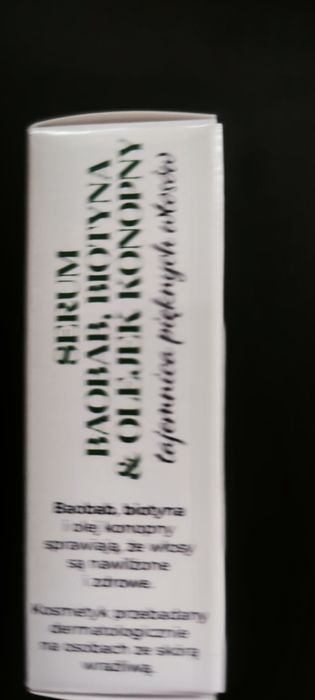 SERUM
BAOBAB, BIOTYNA
& OLEJEK KONOPNY
tajemnica pięknych włosów
Baobab, biotyna
i olej konopny
sprawiają, że włosy
są nawilżone
i zdrowe.
Kosmetyk przebadany
dermatologicznie
na osobach ze skórą
wrażliwą.